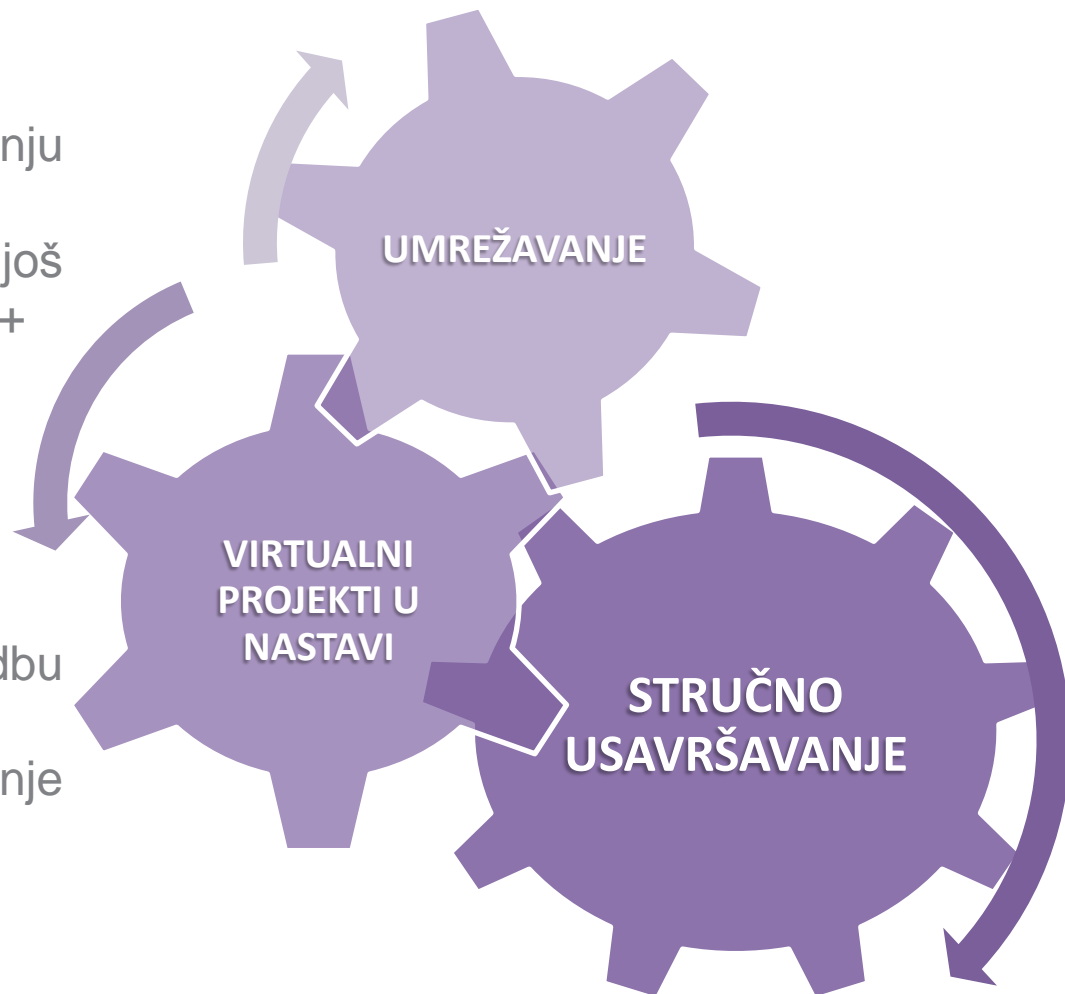 nju
još
+
dbu
nje
UMREŽAVANJE
VIRTUALNI
PROJEKTI U
NASTAVI
STRUČNO
USAVRŠAVANJE